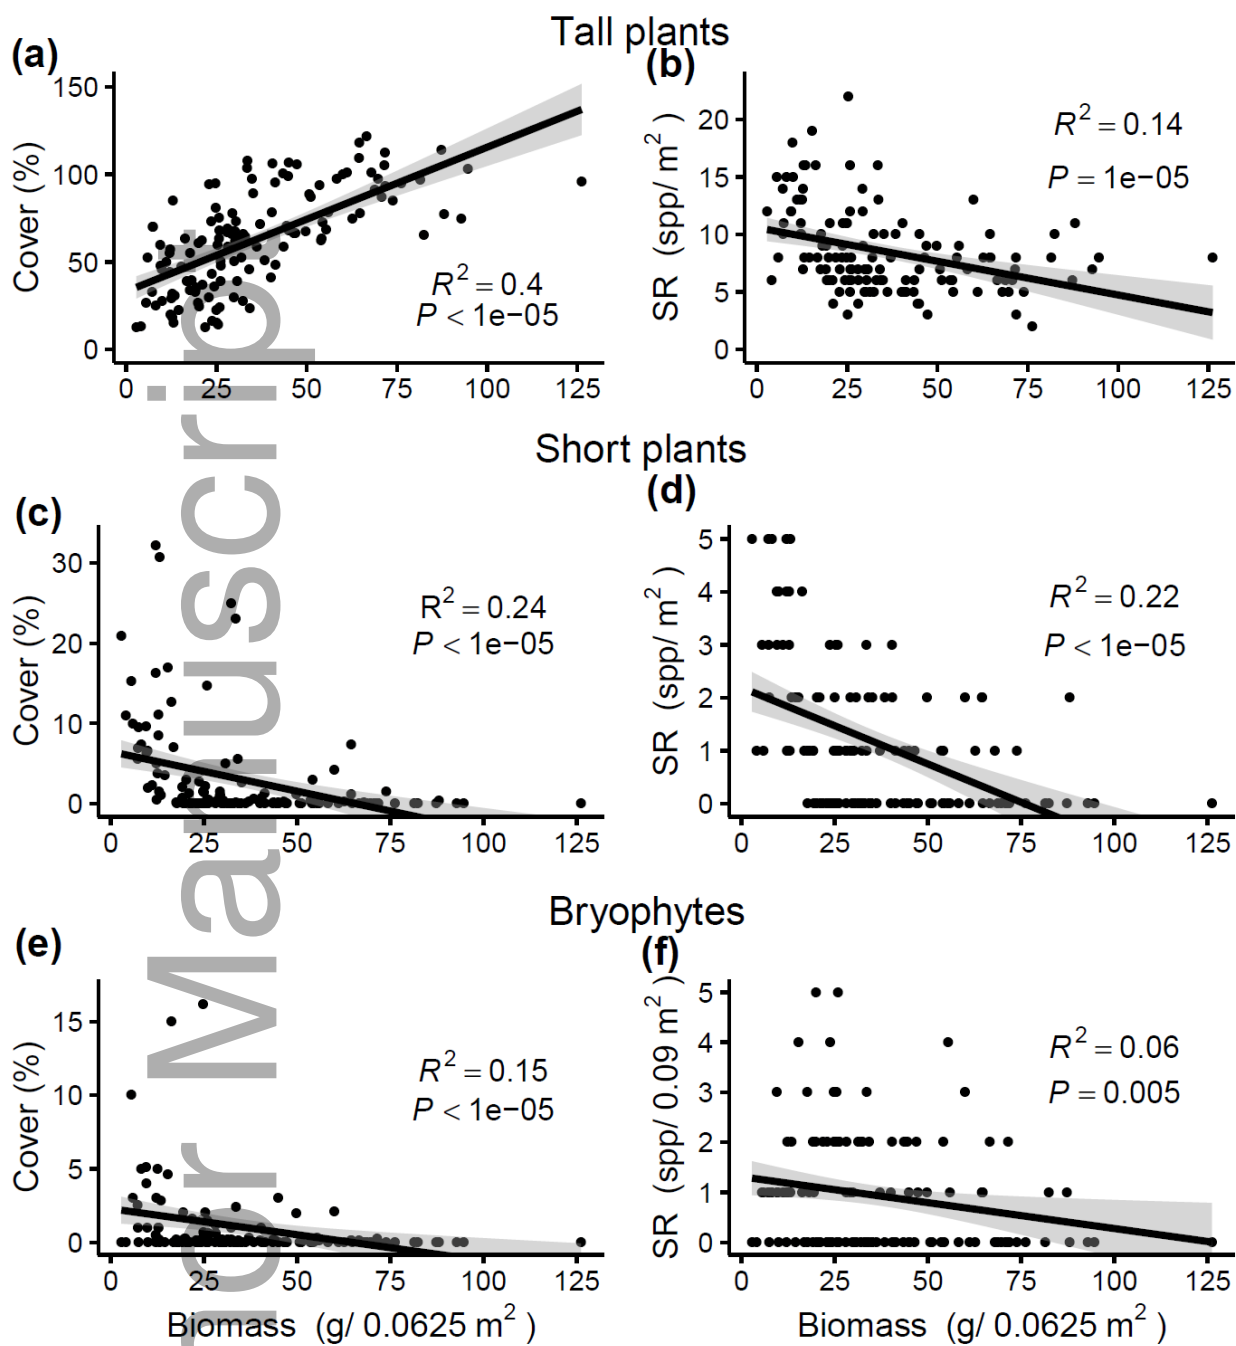 Tall plants
(a)
(b)
Cover (%)
150
100
50
0
R² = 0.4
P < 1e−05
0 25 50 75 100 125
SR (spp/ m²)
20
15
10
5
0
R² = 0.14
P = 1e−05
0 25 50 75 100 125
Short plants
(c)
(d)
Cover (%)
30
20
10
0
R² = 0.24
P < 1e−05
0 25 50 75 100 125
SR (spp/ m²)
5
4
3
2
1
0
R² = 0.22
P < 1e−05
0 25 50 75 100 125
Bryophytes
(e)
(f)
Cover (%)
15
10
5
0
R² = 0.15
P < 1e−05
0 25 50 75 100 125
Biomass (g/ 0.0625 m²)
SR (spp/ 0.09 m²)
5
4
3
2
1
0
R² = 0.06
P = 0.005
0 25 50 75 100 125
Biomass (g/ 0.0625 m²)
Manuscrip